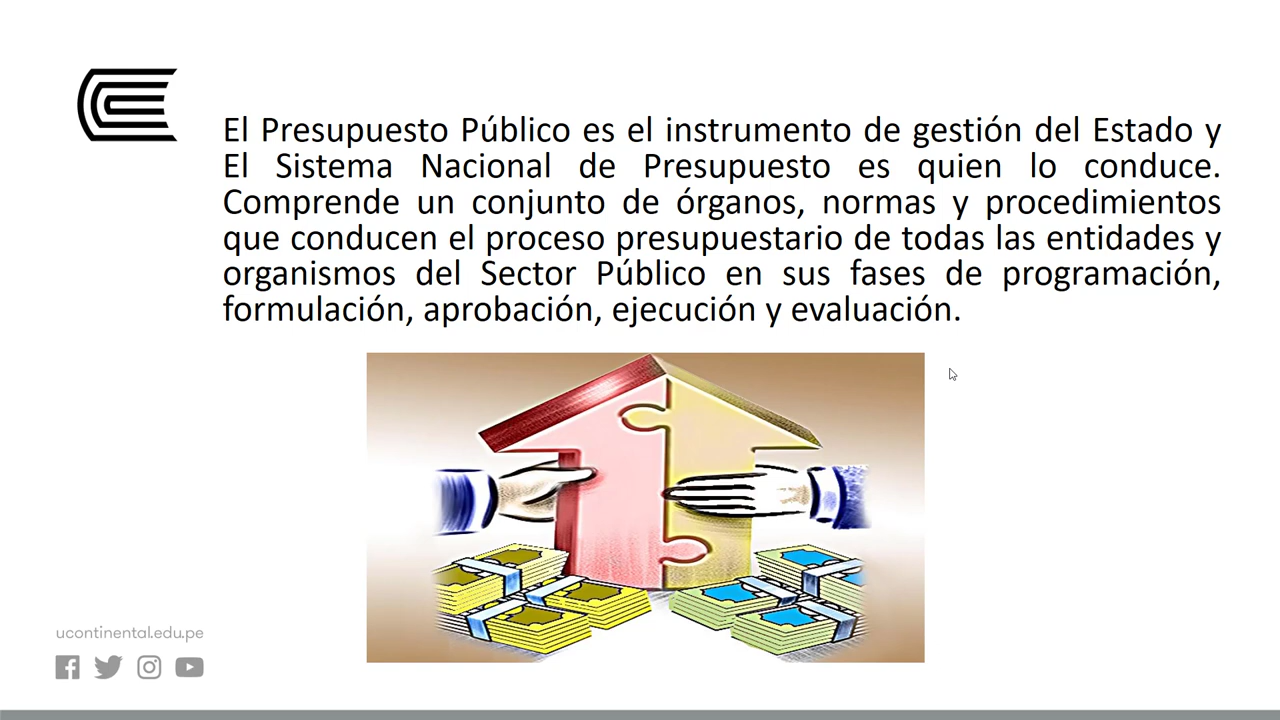 El Presupuesto Público es el instrumento de gestión del Estado y
El Sistema Nacional de Presupuesto es quien lo conduce.
Comprende un conjunto de órganos, normas y procedimientos
que conducen el proceso presupuestario de todas las entidades y
organismos del Sector Público en sus fases de programación,
formulación, aprobación, ejecución y evaluación.
ucontinental.edu.pe